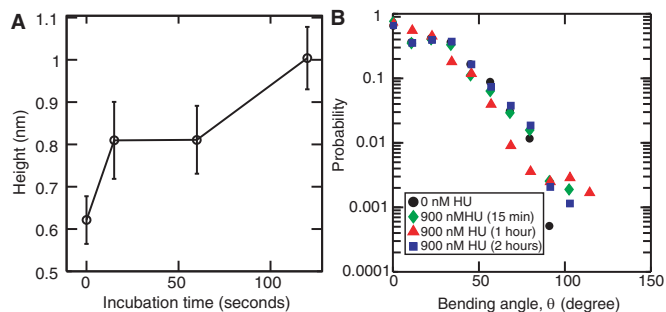 A
1.1
1
0.9
0.8
0.7
0.6
0.5
Height (nm)
0
50
100
Incubation time (seconds)
B
1
0.1
0.01
0.001
0.0001
Probability
0 nM HU
900 nMHU (15 min)
900 nM HU (1 hour)
900 nM HU (2 hours)
0
50
100
150
Bending angle, θ (degree)